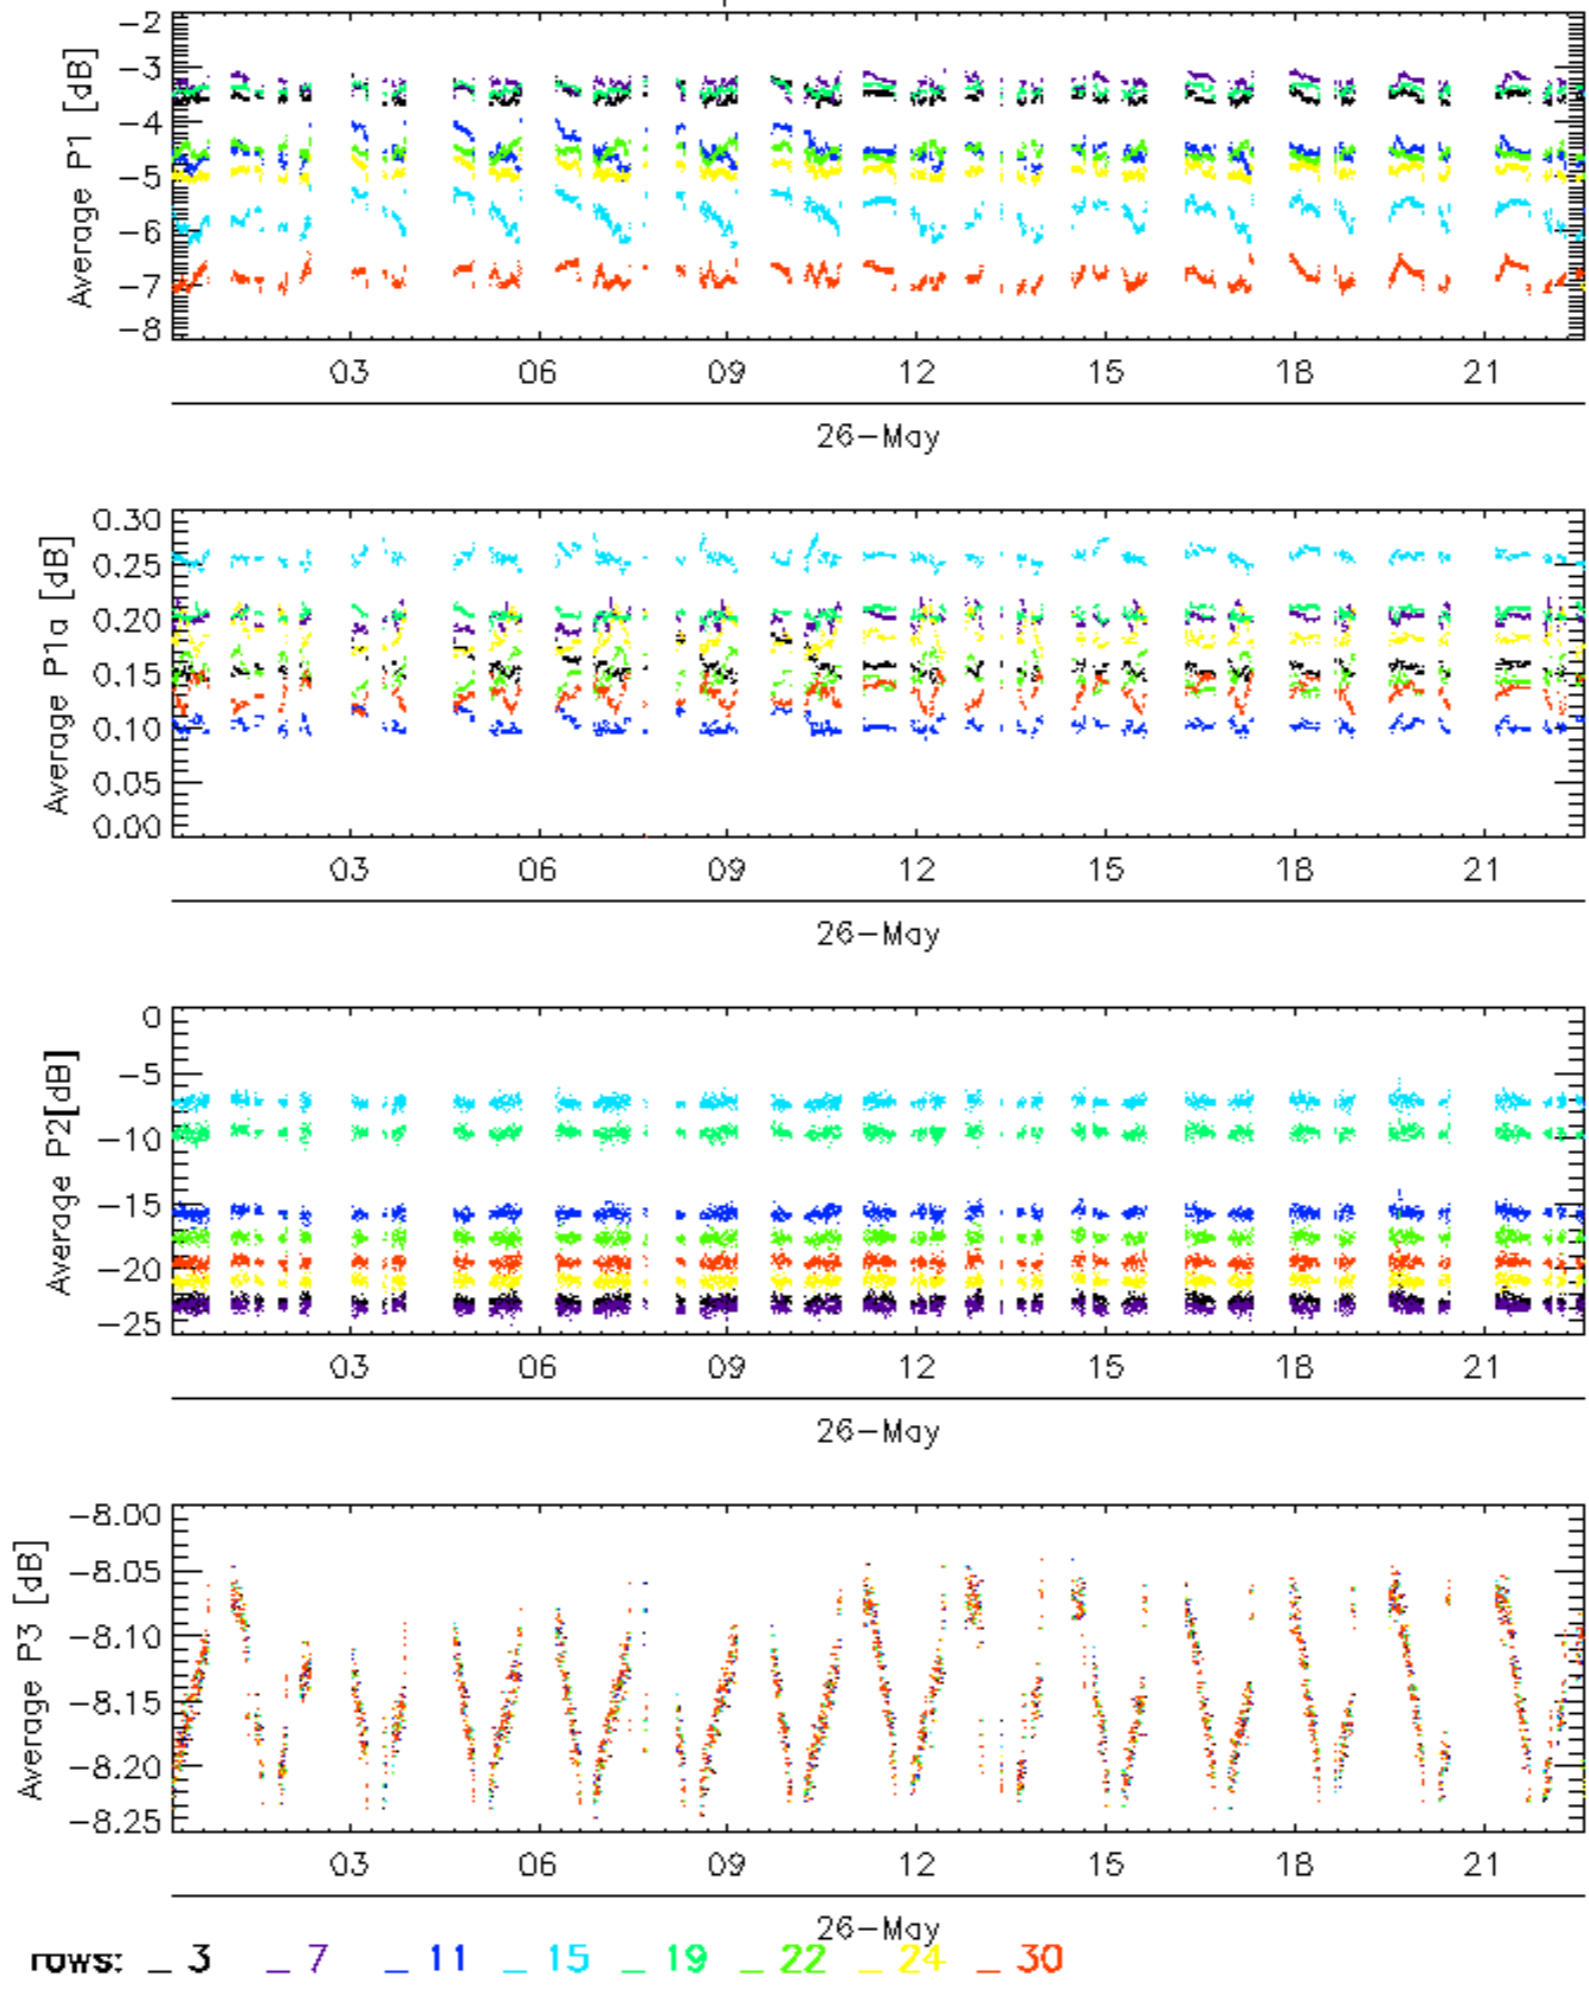 -2
-3
-4
-5
-6
-7
-8
Average P1 [dB]
03 06 09 12 15 18 21
26-May
0.30
0.25
0.20
0.15
0.10
0.05
0.00
Average P1a [dB]
03 06 09 12 15 18 21
26-May
0
-5
-10
-15
-20
-25
Average P2[dB]
03 06 09 12 15 18 21
26-May
-8.00
-8.05
-8.10
-8.15
-8.20
-8.25
Average P3 [dB]
03 06 09 12 15 18 21
26-May
rows: _ 3 _ 7 _ 11 _ 15 _ 19 _ 22 _ 24 _ 30